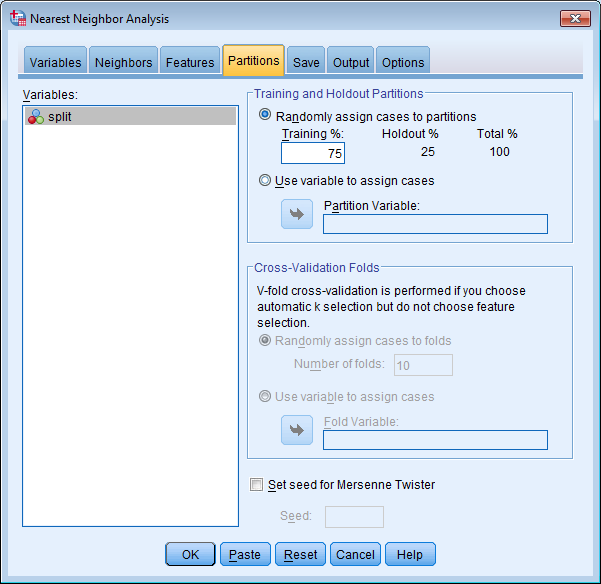 Nearest Neighbor Analysis
Variables Neighbors Features Partitions Save Output Options
Variables:
split
Training and Holdout Partitions
Randomly assign cases to partitions
Training %: Holdout % Total %
75 25 100
Use variable to assign cases
Partition Variable:
Cross-Validation Folds
V-fold cross-validation is performed if you choose
automatic k selection but do not choose feature
selection.
Randomly assign cases to folds
Number of folds: 10
Use variable to assign cases
Fold Variable:
Set seed for Mersenne Twister
Seed:
OK Paste Reset Cancel Help